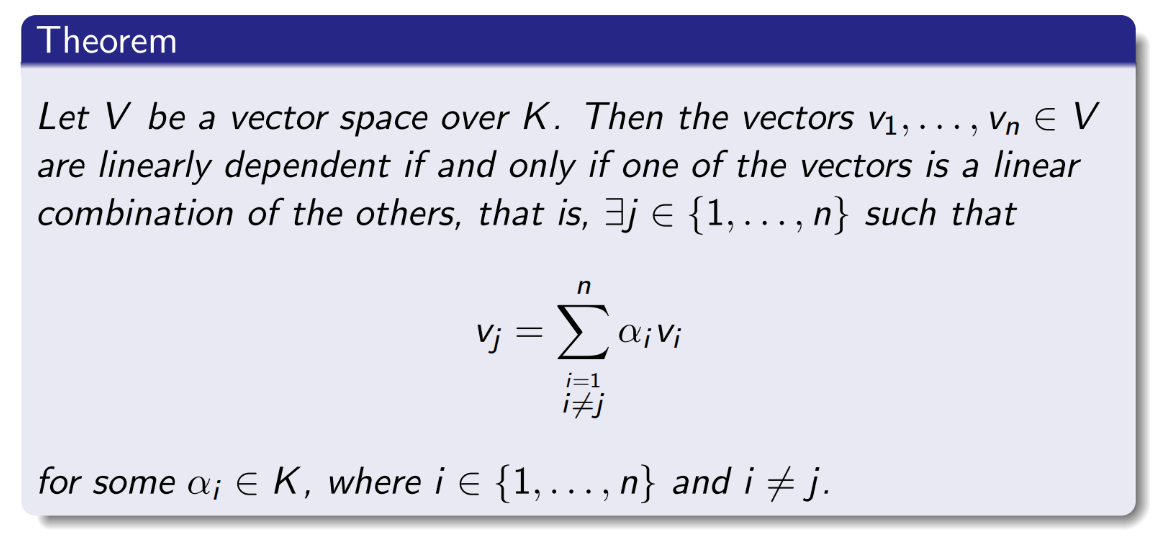 Theorem
Let V be a vector space over K. Then the vectors v₁, . . . , vₙ ∈ V
are linearly dependent if and only if one of the vectors is a linear
combination of the others, that is, ∃j ∈ {1, . . . , n} such that
n
vⱼ = ∑ αᵢvᵢ
i=1
i≠j
for some αᵢ ∈ K, where i ∈ {1, . . . , n} and i ≠ j.